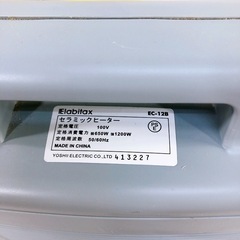 Elabitax EC-12B
セラミックヒーター
定格電圧 100V
定格消費電力 弱650W 強1200W
定格周波数 50/60Hz
MADE IN CHINA
YOSHII ELECTRIC CO.,LTD 413227